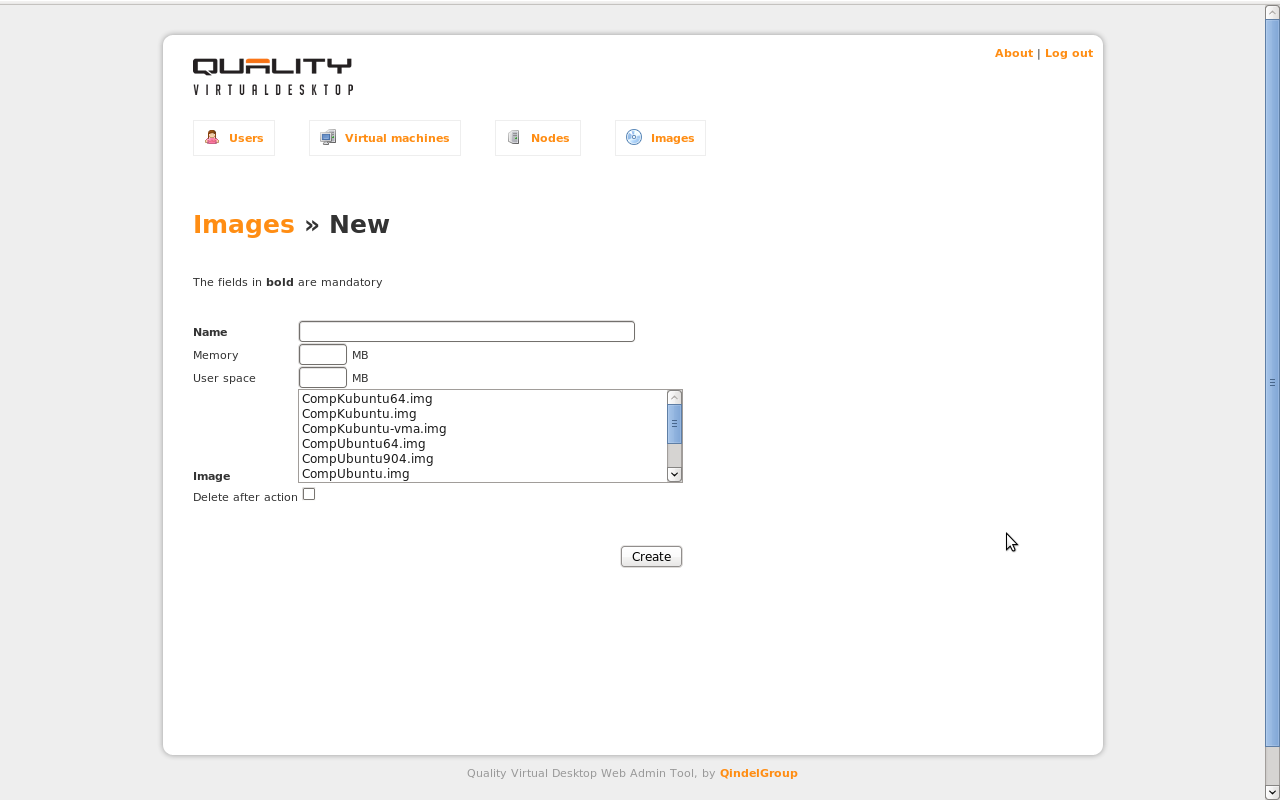 About | Log out
QUALITY
VIRTUALDESKTOP
Users
Virtual machines
Nodes
Images
Images » New
The fields in bold are mandatory
Name
Memory MB
User space MB
CompKubuntu64.img
CompKubuntu.img
CompKubuntu-vma.img
CompUbuntu64.img
CompUbuntu904.img
CompUbuntu.img
Image
Delete after action
Create
Quality Virtual Desktop Web Admin Tool, by QindelGroup